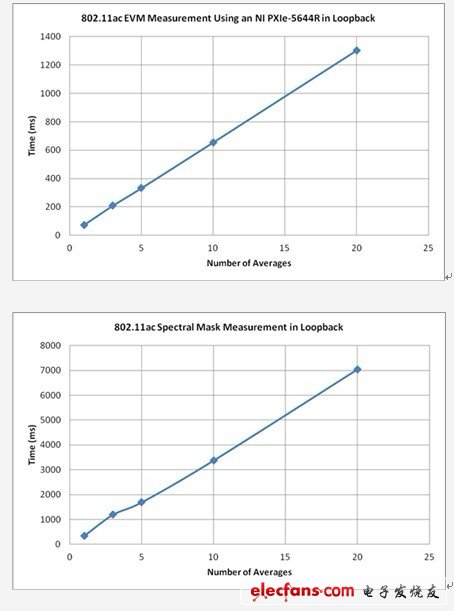 802.11ac EVM Measurement Using an NI PXIe-5644R in Loopback
1400
1200
1000
800
600
400
200
0
Time (ms)
0 5 10 15 20 25
Number of Averages
802.11ac Spectral Mask Measurement in Loopback
8000
7000
6000
5000
4000
3000
2000
1000
0
Time (ms)
0 5 10 15 20 25
Number of Averages
elecfans.com 电子发烧友